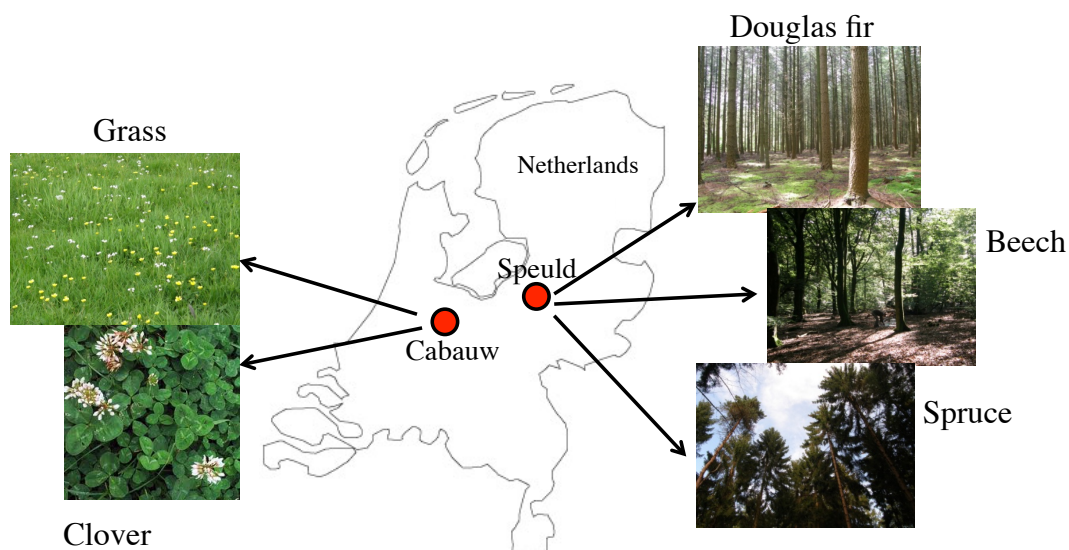 Douglas fir
Grass
Netherlands
Beech
Speuld
Cabauw
Spruce
Clover